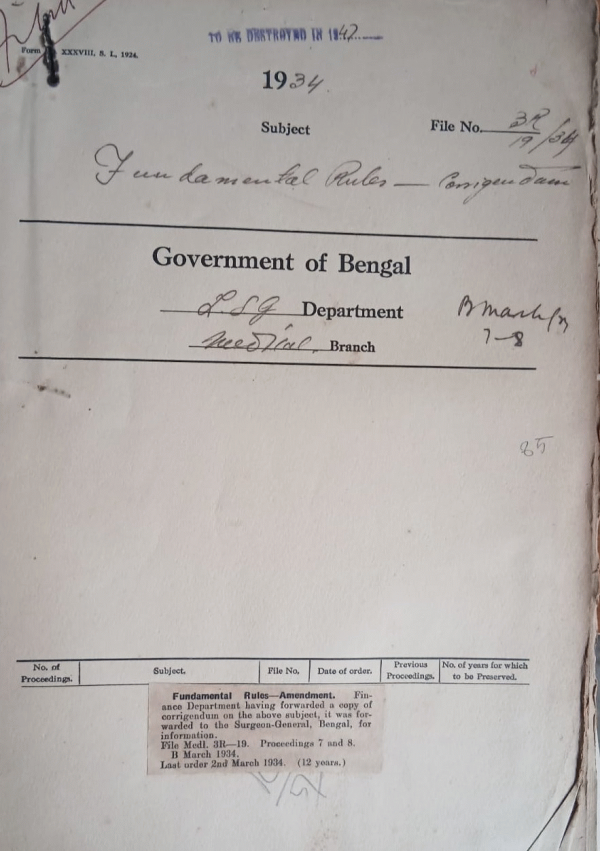 TO BE DESTROYED IN 1947
Form XXXVIII, S. I., 1924.
1934
Subject
File No. 3R/19/34
Fundamental Rules — Corrigendum
Government of Bengal
L.S.G Department
Medical Branch
B March/
7–8
85
No. of Proceedings.
Subject.
File No.
Date of order.
Previous Proceedings.
No. of years for which to be Preserved.
Fundamental Rules—Amendment. Fin-
ance Department having forwarded a copy of
corrigendum on the above subject, it was for-
warded to the Surgeon-General, Bengal, for
information.
File Medl. 3R—19. Proceedings 7 and 8.
B March 1934.
Last order 2nd March 1934. (12 years.)